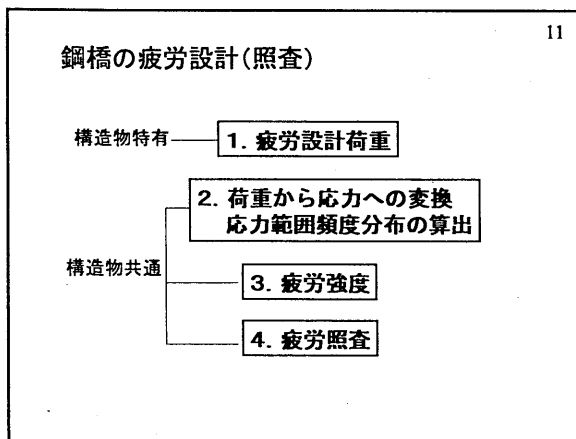 11
鋼橋の疲労設計(照査)
構造物特有
1. 疲労設計荷重
2. 荷重から応力への変換
応力範囲頻度分布の算出
構造物共通
3. 疲労強度
4. 疲労照査